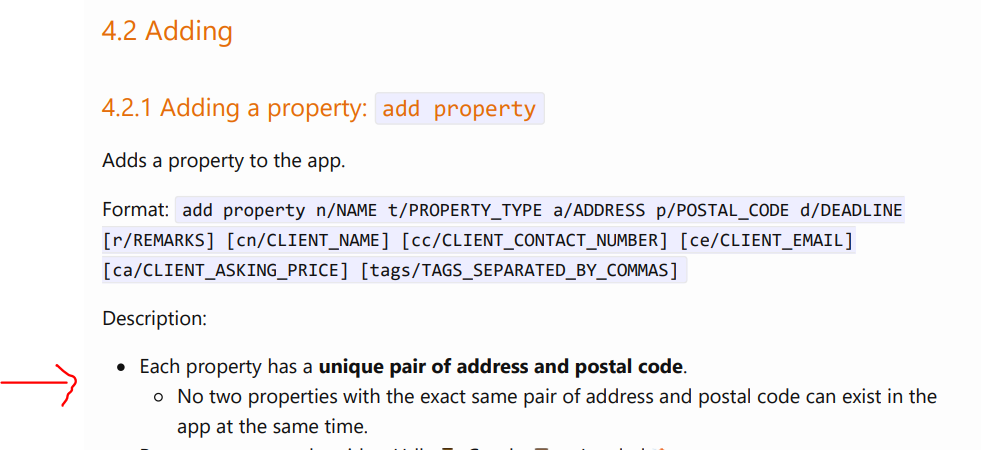 4.2 Adding
4.2.1 Adding a property: add property
Adds a property to the app.
Format: add property n/NAME t/PROPERTY_TYPE a/ADDRESS p/POSTAL_CODE d/DEADLINE
[r/REMARKS] [cn/CLIENT_NAME] [cc/CLIENT_CONTACT_NUMBER] [ce/CLIENT_EMAIL]
[ca/CLIENT_ASKING_PRICE] [tags/TAGS_SEPARATED_BY_COMMAS]
Description:
• Each property has a unique pair of address and postal code.
○ No two properties with the exact same pair of address and postal code can exist in the
app at the same time.